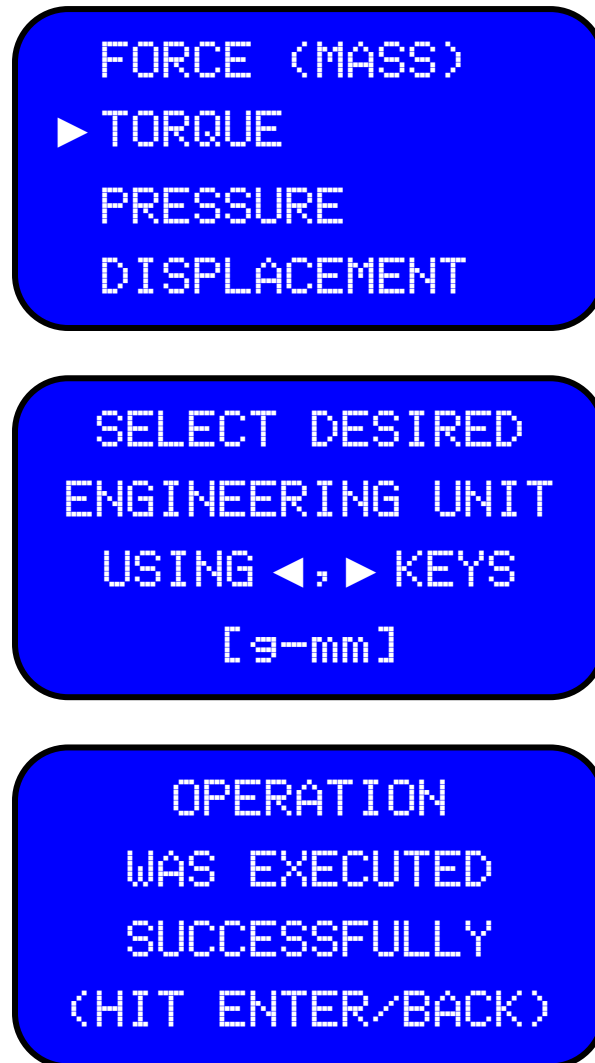 FORCE (MASS)
►TORQUE
PRESSURE
DISPLACEMENT
SELECT DESIRED
ENGINEERING UNIT
USING ◄,► KEYS
[g-mm]
OPERATION
WAS EXECUTED
SUCCESSFULLY
(HIT ENTER/BACK)